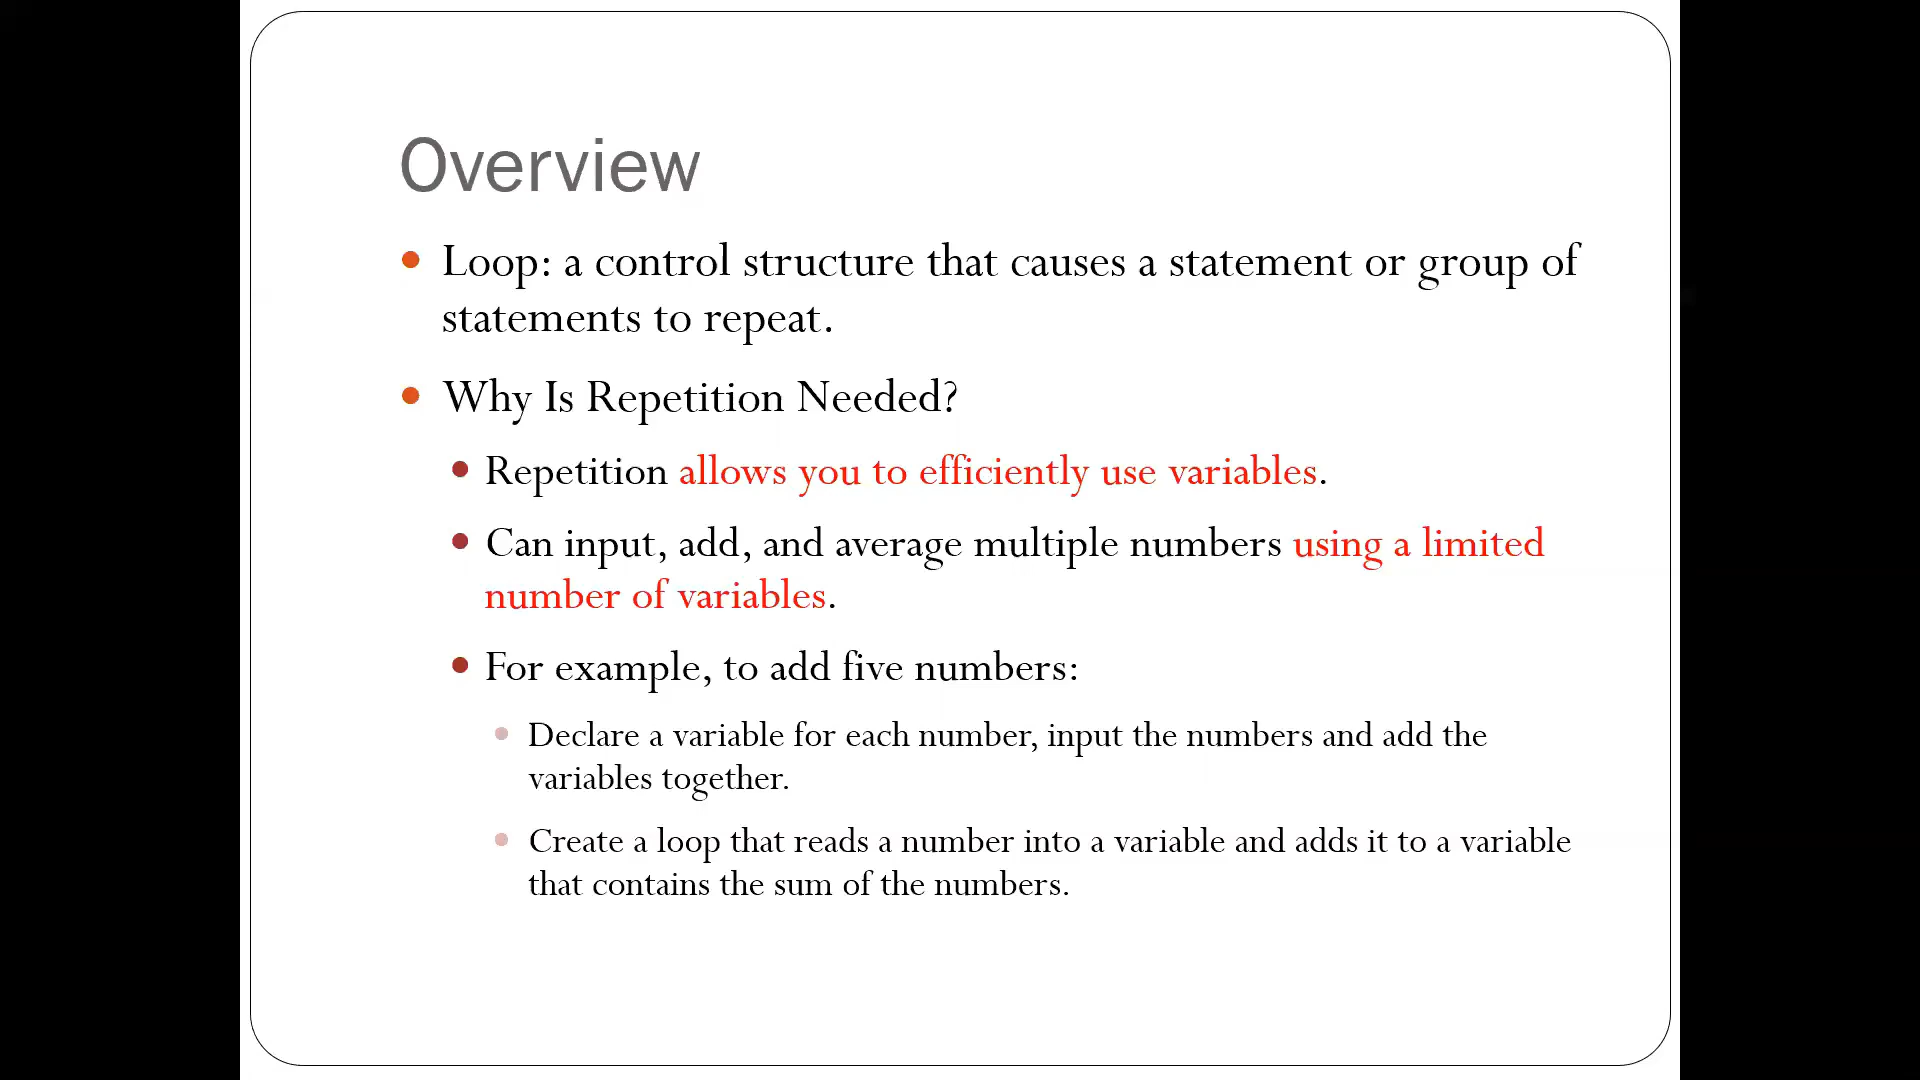 Overview
Loop: a control structure that causes a statement or group of
statements to repeat.
Why Is Repetition Needed?
Repetition allows you to efficiently use variables.
Can input, add, and average multiple numbers using a limited
number of variables.
For example, to add five numbers:
Declare a variable for each number, input the numbers and add the
variables together.
Create a loop that reads a number into a variable and adds it to a variable
that contains the sum of the numbers.